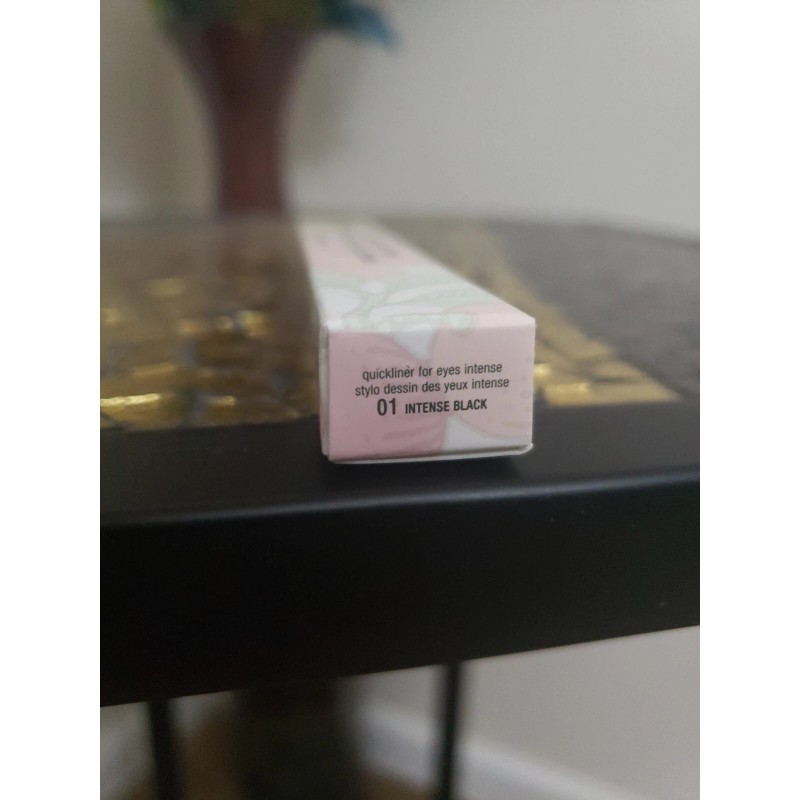 quickliner for eyes intense
stylo dessin des yeux intense
01 INTENSE BLACK